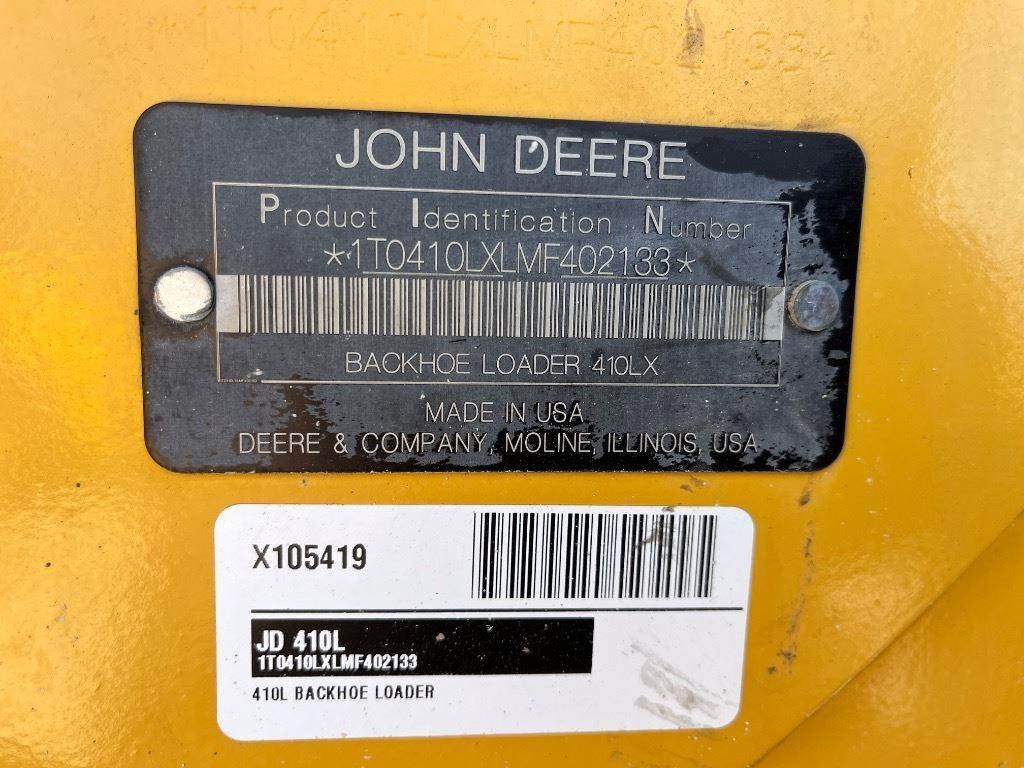 *1T0410LXLMF402133*
JOHN DEERE
Product Identification Number
*1T0410LXLMF402133*
BACKHOE LOADER 410LX
MADE IN USA
DEERE & COMPANY, MOLINE, ILLINOIS, USA
X105419
JD 410L
1T0410LXLMF402133
410L BACKHOE LOADER